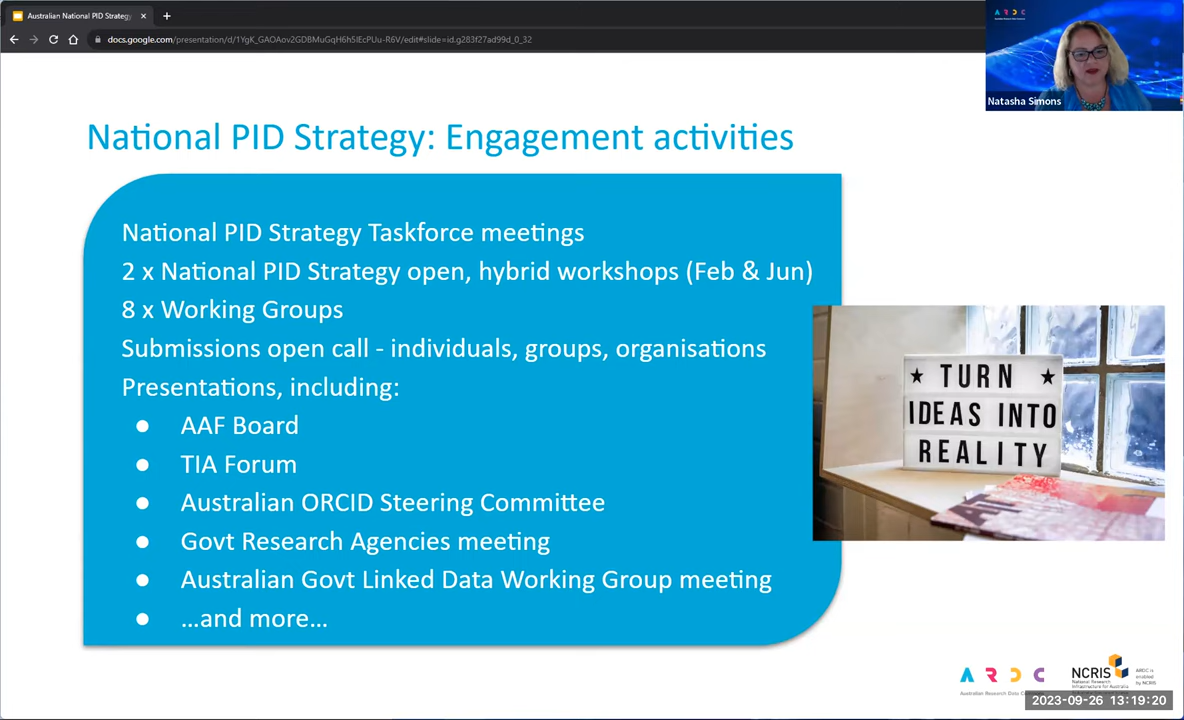 Australian National PID Strateg
docs.google.com/presentation/d/1YgK_GAOAov2GDBMuGqH6h5IEcPUu-R6V/edit#slide=id.g283f27ad99d_0_32
A R D C
Natasha Simons
National PID Strategy: Engagement activities
National PID Strategy Taskforce meetings
2 x National PID Strategy open, hybrid workshops (Feb & Jun)
8 x Working Groups
Submissions open call - individuals, groups, organisations
Presentations, including:
● AAF Board
● TIA Forum
● Australian ORCID Steering Committee
● Govt Research Agencies meeting
● Australian Govt Linked Data Working Group meeting
● …and more…
★ TURN ★
IDEAS INTO
REALITY
A R D C
Australian Research Data
NCRIS
National Research
Infrastructure for Australia
ARDC is
enabled
by NCRIS
2023-09-26 13:19:20